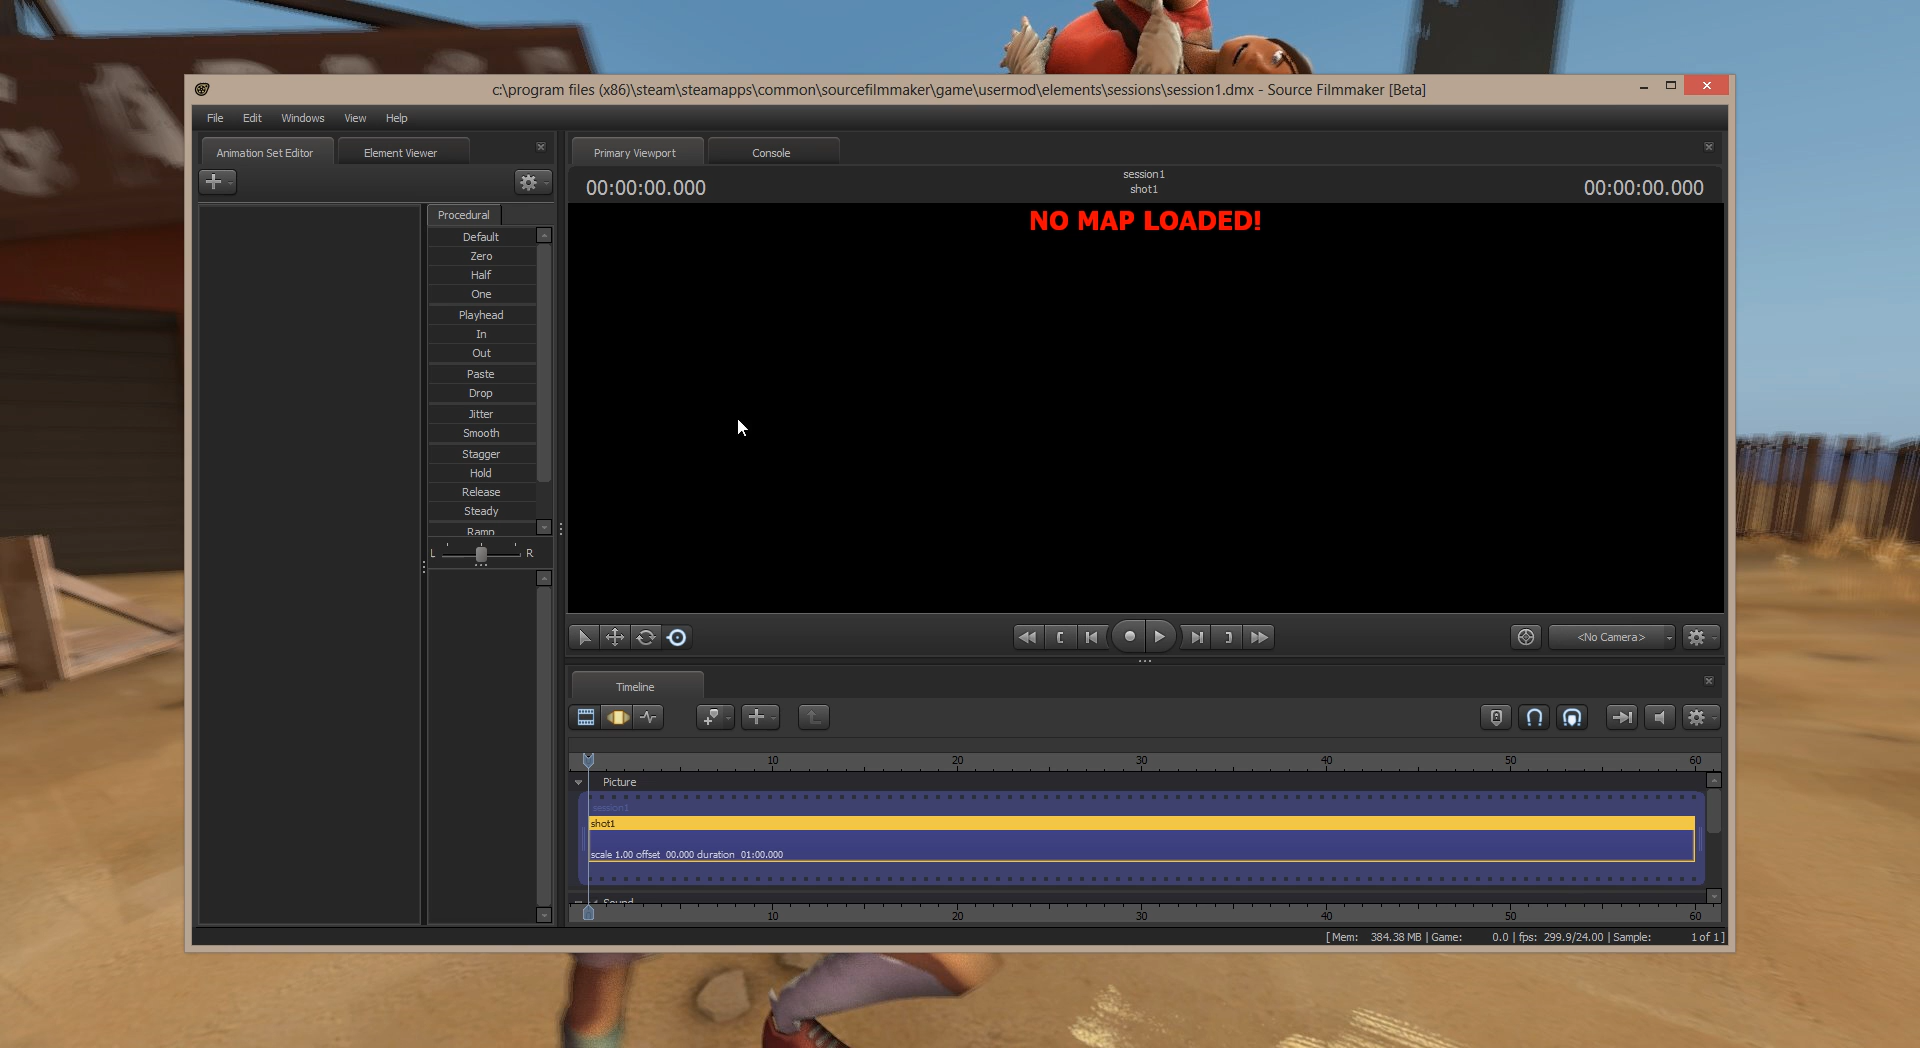 c:\program files (x86)\steam\steamapps\common\sourcefilmmaker\game\usermod\elements\sessions\session1.dmx - Source Filmmaker [Beta]
File Edit Windows View Help
Animation Set Editor Element Viewer
Primary Viewport Console
00:00:00.000
session1
shot1
00:00:00.000
NO MAP LOADED!
Procedural
Default
Zero
Half
One
Playhead
In
Out
Paste
Drop
Jitter
Smooth
Stagger
Hold
Release
Steady
Ramp
L R
<No Camera>
Timeline
10 20 30 40 50 60
Picture
session1
shot1
scale 1.00 offset 00.000 duration 01:00.000
Sound
10 20 30 40 50 60
[ Mem: 384.38 MB | Game: 0.0 | fps: 299.9/24.00 | Sample: 1 of 1 ]